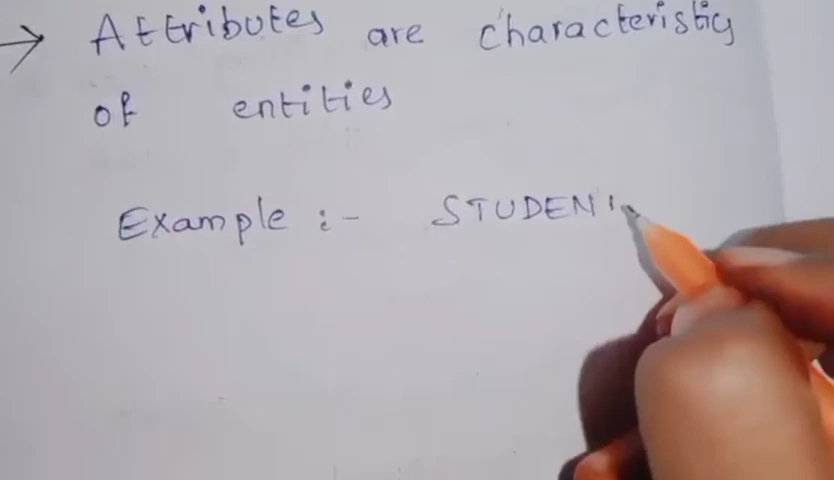 → Attributes are characteristics
of entities
Example :- STUDEN